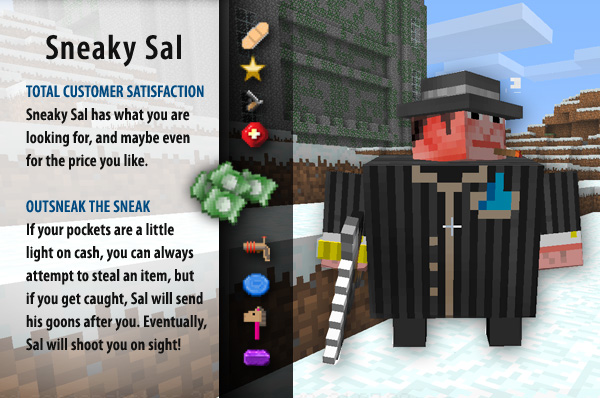 Sneaky Sal
TOTAL CUSTOMER SATISFACTION
Sneaky Sal has what you are
looking for, and maybe even
for the price you like.
OUTSNEAK THE SNEAK
If your pockets are a little
light on cash, you can always
attempt to steal an item, but
if you get caught, Sal will send
his goons after you. Eventually,
Sal will shoot you on sight!